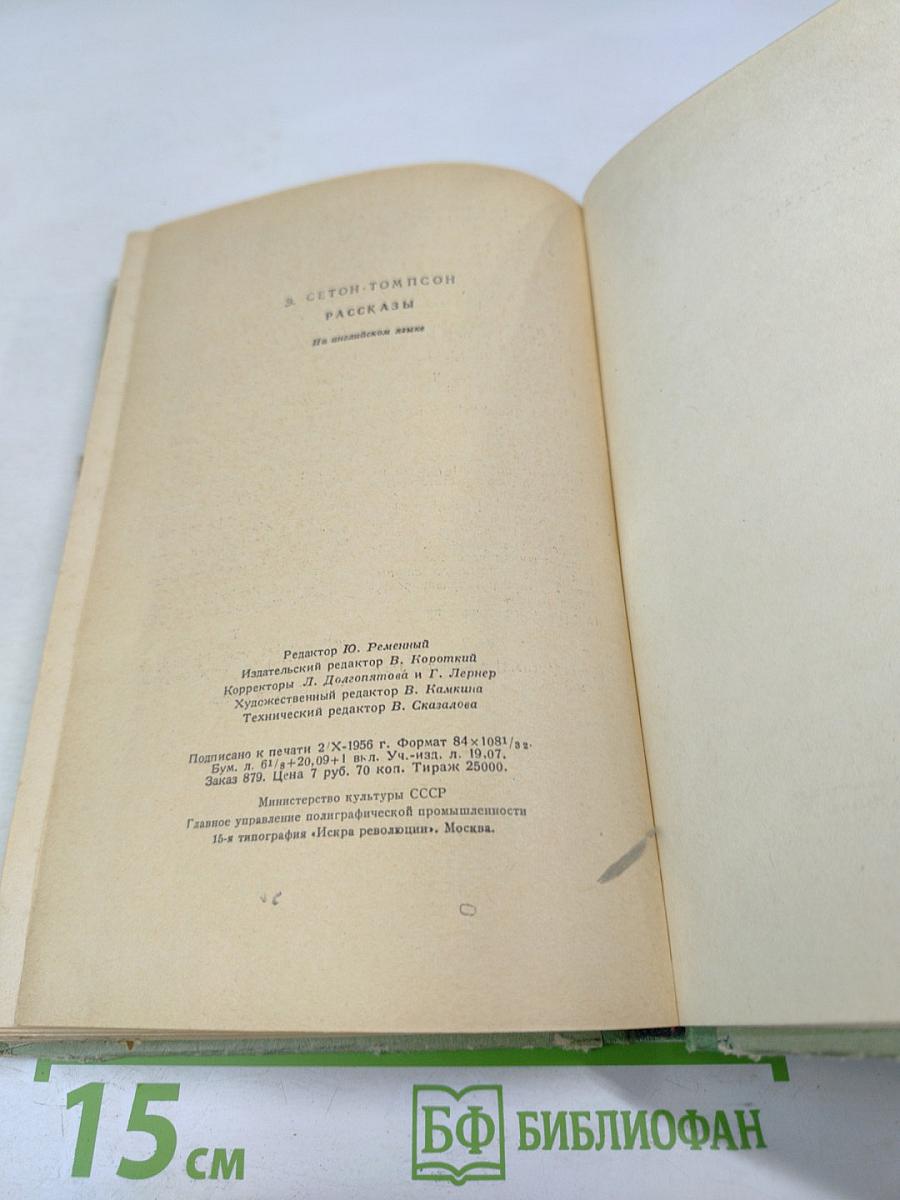 Э. СЕТОН-ТОМПСОН
РАССКАЗЫ
На английском языке
Редактор Ю. Ременный
Издательский редактор В. Короткий
Корректоры Л. Долгопятова и Г. Лернер
Художественный редактор В. Камкина
Технический редактор В. Сказалова
Подписано к печати 2/X-1956 г. Формат 84×108¹/₃₂.
Бум. л. 6¹/₈+20,09+1 вкл. Уч.-изд. л. 19,07.
Заказ 879. Цена 7 руб. 70 коп. Тираж 25000.
Министерство культуры СССР
Главное управление полиграфической промышленности
15-я типография «Искра революции». Москва.
15 см
БФ БИБЛИОФАН